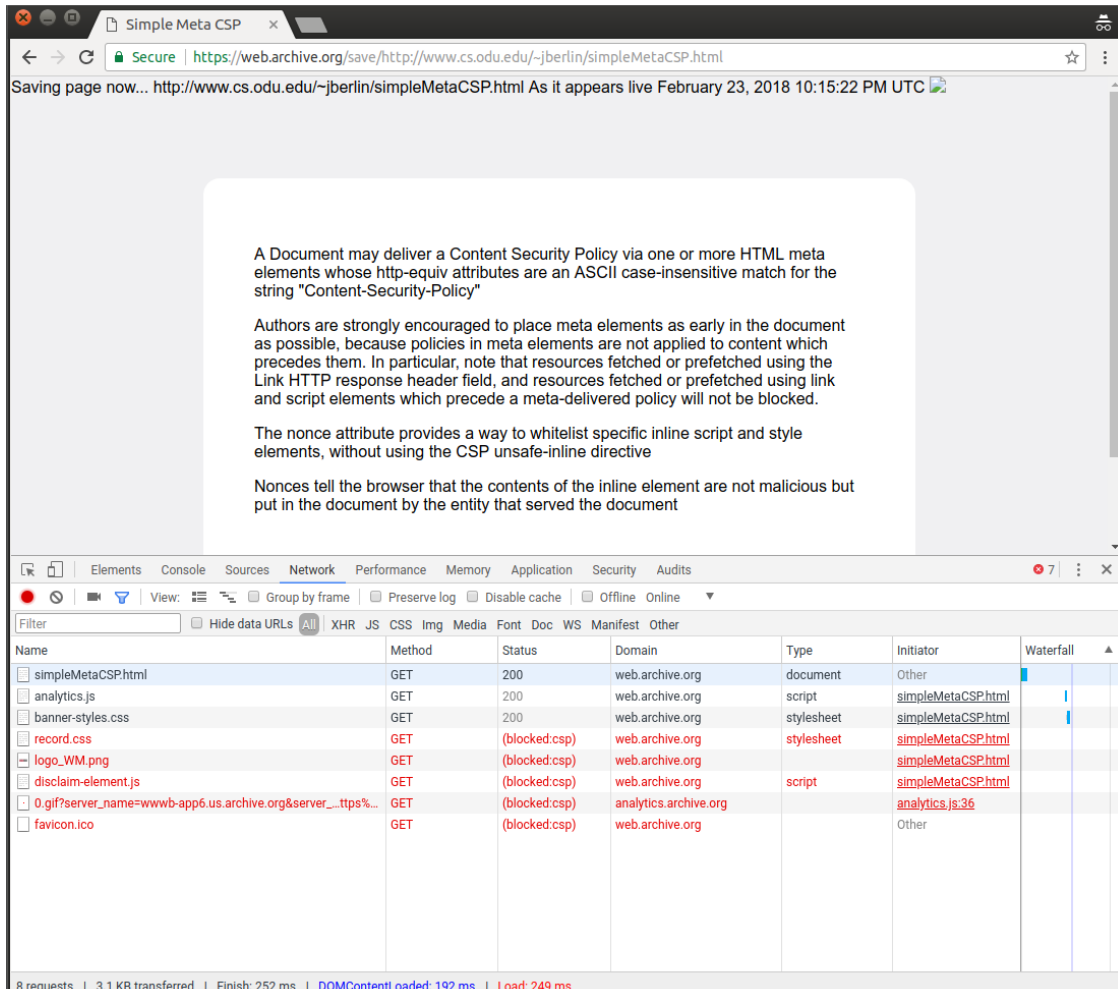 Simple Meta CSP ×
Secure | https://web.archive.org/save/http://www.cs.odu.edu/~jberlin/simpleMetaCSP.html
Saving page now... http://www.cs.odu.edu/~jberlin/simpleMetaCSP.html As it appears live February 23, 2018 10:15:22 PM UTC
A Document may deliver a Content Security Policy via one or more HTML meta
elements whose http-equiv attributes are an ASCII case-insensitive match for the
string "Content-Security-Policy"
Authors are strongly encouraged to place meta elements as early in the document
as possible, because policies in meta elements are not applied to content which
precedes them. In particular, note that resources fetched or prefetched using the
Link HTTP response header field, and resources fetched or prefetched using link
and script elements which precede a meta-delivered policy will not be blocked.
The nonce attribute provides a way to whitelist specific inline script and style
elements, without using the CSP unsafe-inline directive
Nonces tell the browser that the contents of the inline element are not malicious but
put in the document by the entity that served the document
Elements Console Sources Network Performance Memory Application Security Audits 7
View: Group by frame Preserve log Disable cache Offline Online
Filter Hide data URLs All XHR JS CSS Img Media Font Doc WS Manifest Other
Name Method Status Domain Type Initiator Waterfall
simpleMetaCSP.html GET 200 web.archive.org document Other
analytics.js GET 200 web.archive.org script simpleMetaCSP.html
banner-styles.css GET 200 web.archive.org stylesheet simpleMetaCSP.html
record.css GET (blocked:csp) web.archive.org stylesheet simpleMetaCSP.html
logo_WM.png GET (blocked:csp) web.archive.org simpleMetaCSP.html
disclaim-element.js GET (blocked:csp) web.archive.org script simpleMetaCSP.html
0.gif?server_name=wwwb-app6.us.archive.org&server_...ttps%... GET (blocked:csp) analytics.archive.org analytics.js:36
favicon.ico GET (blocked:csp) web.archive.org Other
8 requests | 3.1 KB transferred | Finish: 252 ms | DOMContentLoaded: 192 ms | Load: 249 ms